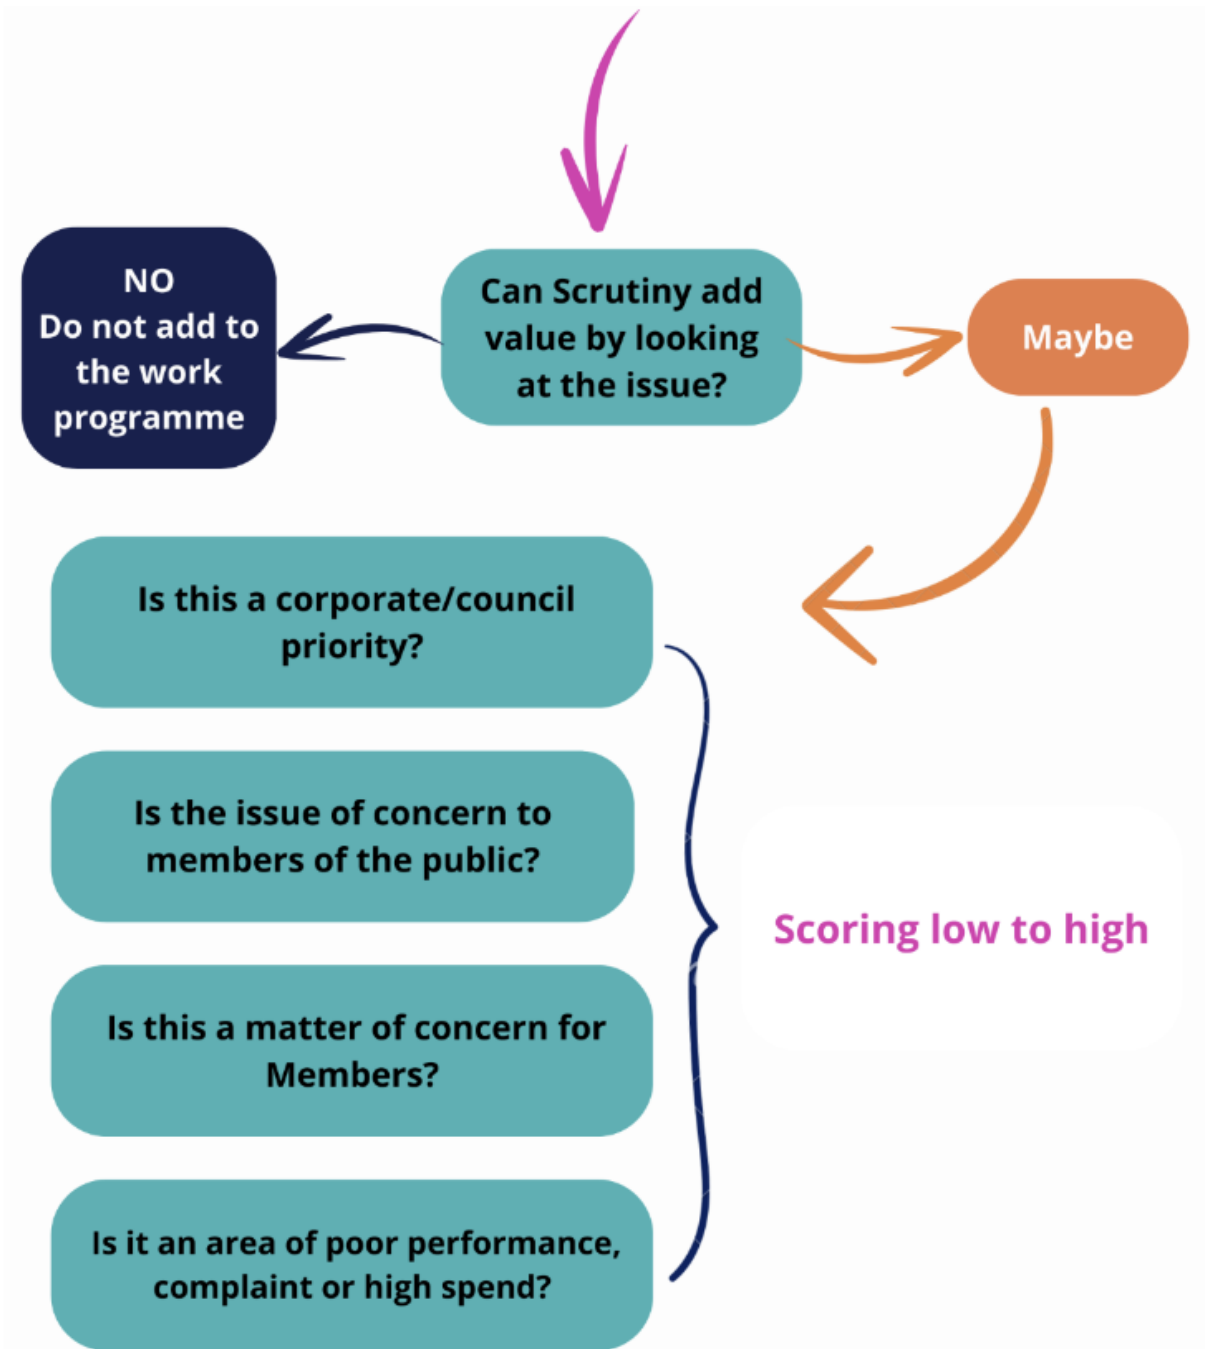 NO
Do not add to
the work
programme
Can Scrutiny add
value by looking
at the issue?
Maybe
Is this a corporate/council
priority?
Is the issue of concern to
members of the public?
Is this a matter of concern for
Members?
Is it an area of poor performance,
complaint or high spend?
Scoring low to high